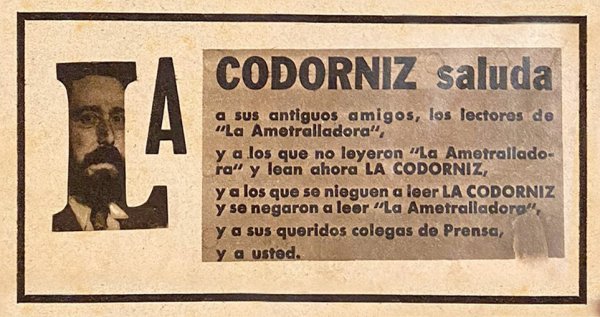 LA CODORNIZ saluda
a sus antiguos amigos, los lectores de
"La Ametralladora",
y a los que no leyeron "La Ametrallado-
ra" y lean ahora LA CODORNIZ,
y a los que se nieguen a leer LA CODORNIZ
y se negaron a leer "La Ametralladora",
y a sus queridos colegas de Prensa,
y a usted.